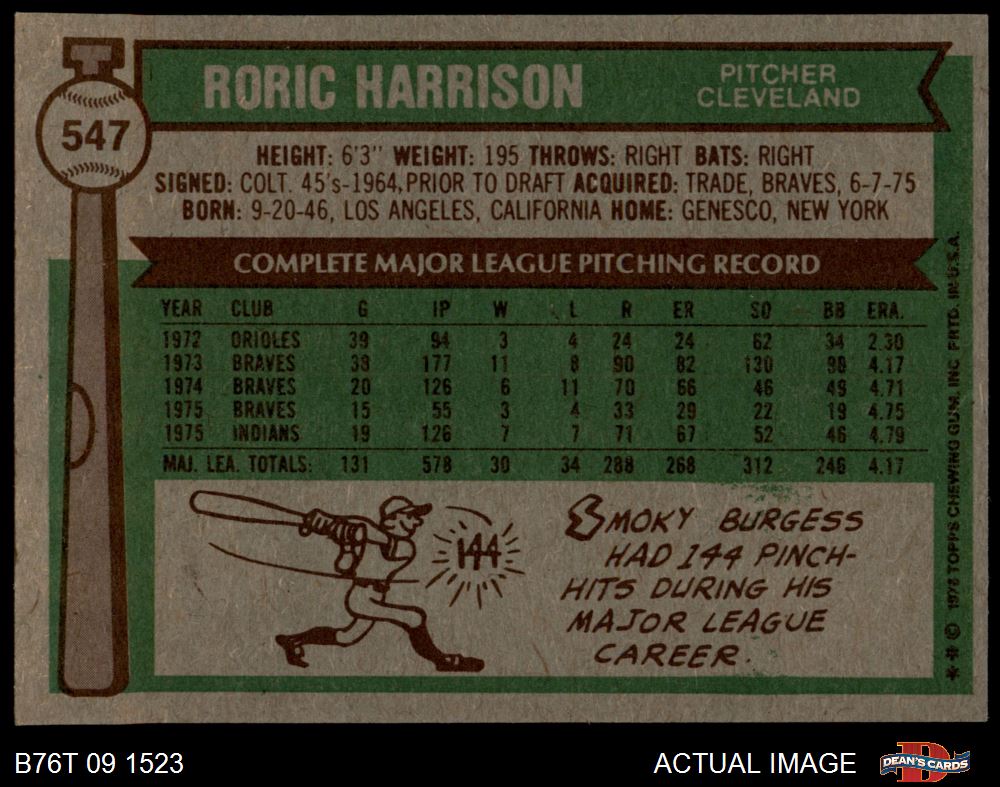 547
RORIC HARRISON
PITCHER
CLEVELAND
HEIGHT: 6'3" WEIGHT: 195 THROWS: RIGHT BATS: RIGHT
SIGNED: COLT. 45's-1964, PRIOR TO DRAFT ACQUIRED: TRADE, BRAVES, 6-7-75
BORN: 9-20-46, LOS ANGELES, CALIFORNIA HOME: GENESCO, NEW YORK
COMPLETE MAJOR LEAGUE PITCHING RECORD
YEAR CLUB G IP W L R ER SO BB ERA.
1972 ORIOLES 39 94 3 4 24 24 62 34 2.30
1973 BRAVES 38 177 11 8 90 82 130 98 4.17
1974 BRAVES 20 126 6 11 70 66 46 49 4.71
1975 BRAVES 15 55 3 4 33 29 22 19 4.75
1975 INDIANS 19 126 7 7 71 67 52 46 4.79
MAJ. LEA. TOTALS: 131 578 30 34 288 268 312 246 4.17
144
SMOKY BURGESS
HAD 144 PINCH-
HITS DURING HIS
MAJOR LEAGUE
CAREER.
** © 1976 TOPPS CHEWING GUM, INC PRTD. IN U.S.A.
B76T 09 1523
ACTUAL IMAGE
D
DEAN'S CARDS